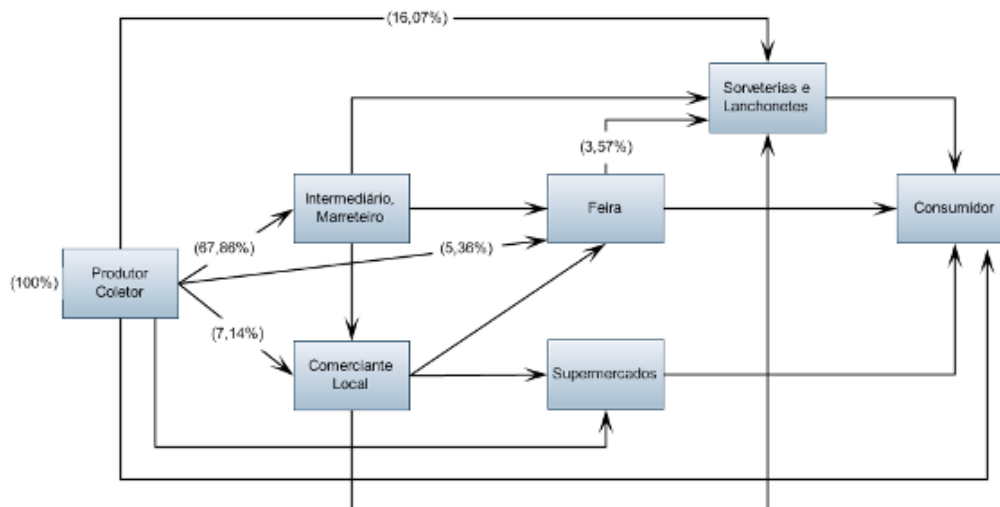 (16,07%)
Sorveterias e
Lanchonetes
(3,57%)
Intermediário,
Marreteiro
Feira
Consumidor
(67,86%)
(5,36%)
(100%)
Produtor
Coletor
(7,14%)
Comerciante
Local
Supermercados